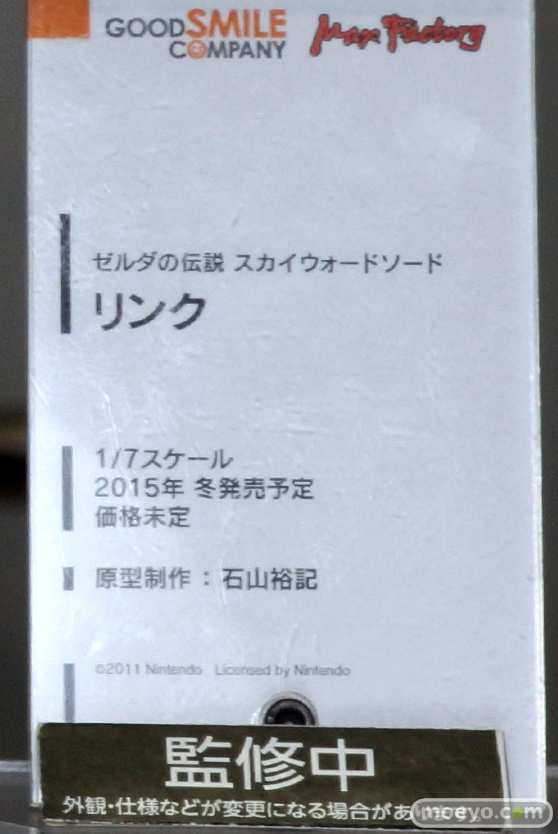 GOOD SMILE COMPANY
Max Factory
ゼルダの伝説 スカイウォードソード
リンク
1/7スケール
2015年 冬発売予定
価格未定
原型制作：石山裕記
©2011 Nintendo Licensed by Nintendo
監修中
外観・仕様などが変更になる場合があ
moeyo.com